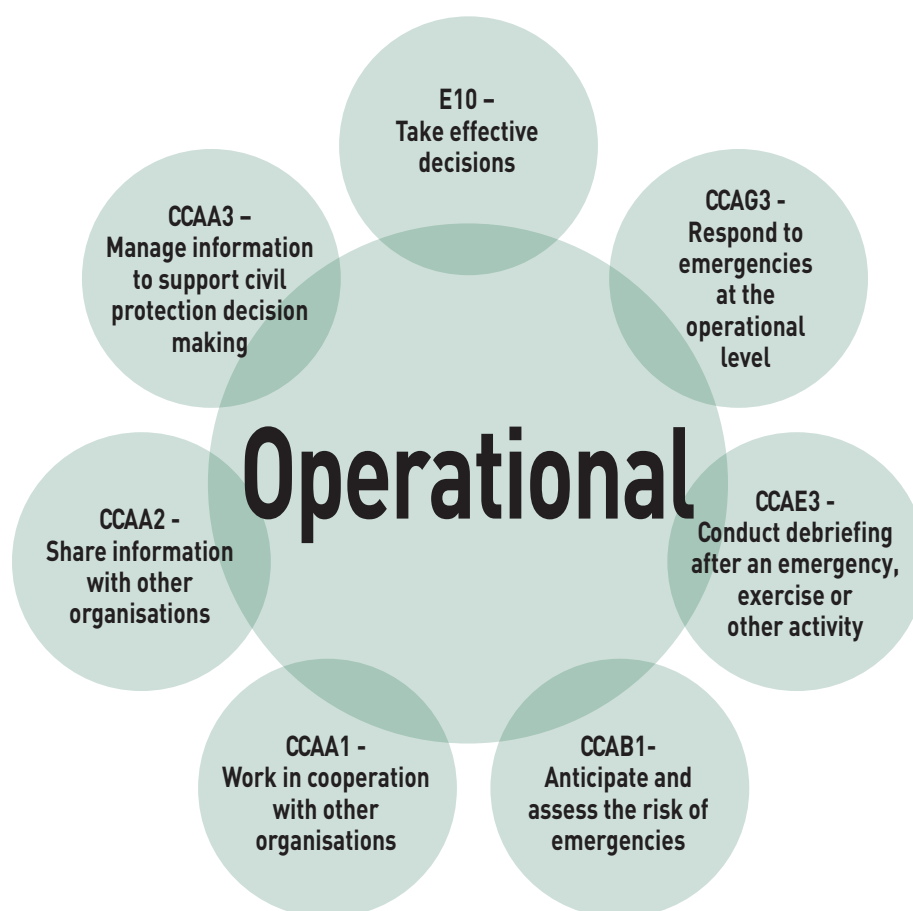 E10 –
Take effective
decisions
CCAG3 -
Respond to
emergencies
at the
operational
level
CCAE3 -
Conduct debriefing
after an emergency,
exercise or
other activity
CCAB1-
Anticipate and
assess the risk of
emergencies
CCAA1 -
Work in cooperation
with other
organisations
CCAA2 -
Share information
with other
organisations
CCAA3 –
Manage information
to support civil
protection decision
making
Operational